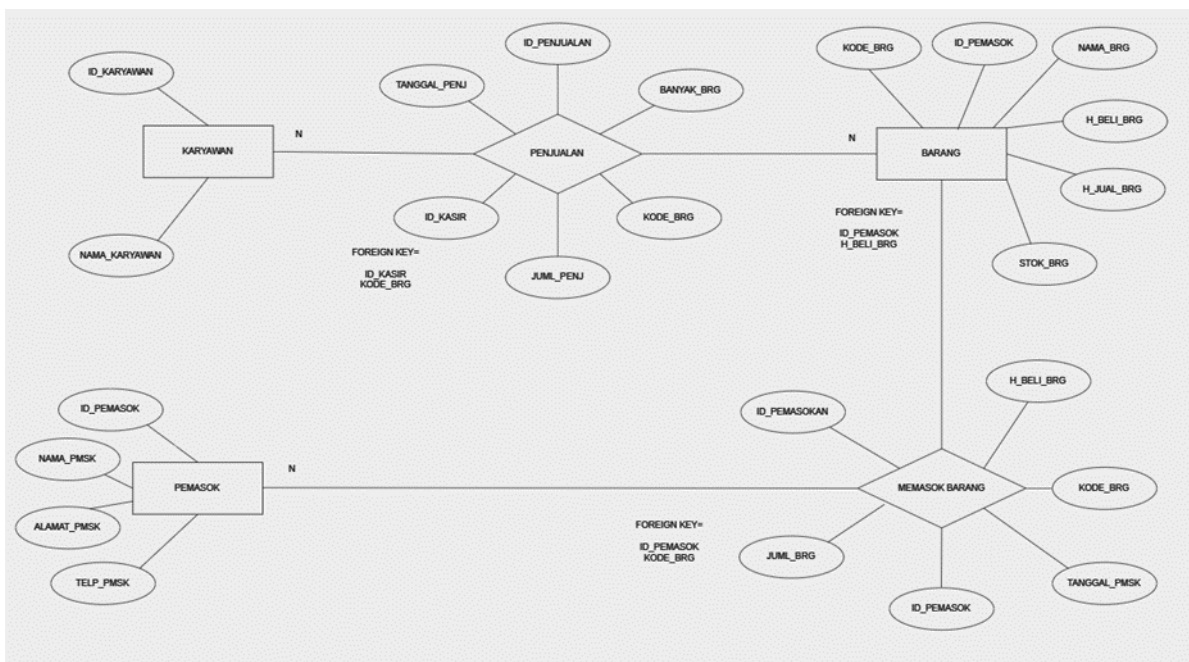 ID_PENJUALAN
KODE_BRG
ID_PEMASOK
NAMA_BRG
ID_KARYAWAN
TANGGAL_PENJ
BANYAK_BRG
H_BELI_BRG
N
N
KARYAWAN
PENJUALAN
BARANG
H_JUAL_BRG
ID_KASIR
KODE_BRG
FOREIGN KEY=
ID_PEMASOK
H_BELI_BRG
NAMA_KARYAWAN
FOREIGN KEY=
ID_KASIR
KODE_BRG
JUML_PENJ
STOK_BRG
H_BELI_BRG
ID_PEMASOK
ID_PEMASOKAN
NAMA_PMSK
N
PEMASOK
MEMASOK BARANG
KODE_BRG
ALAMAT_PMSK
FOREIGN KEY=
ID_PEMASOK
KODE_BRG
JUML_BRG
TELP_PMSK
TANGGAL_PMSK
ID_PEMASOK